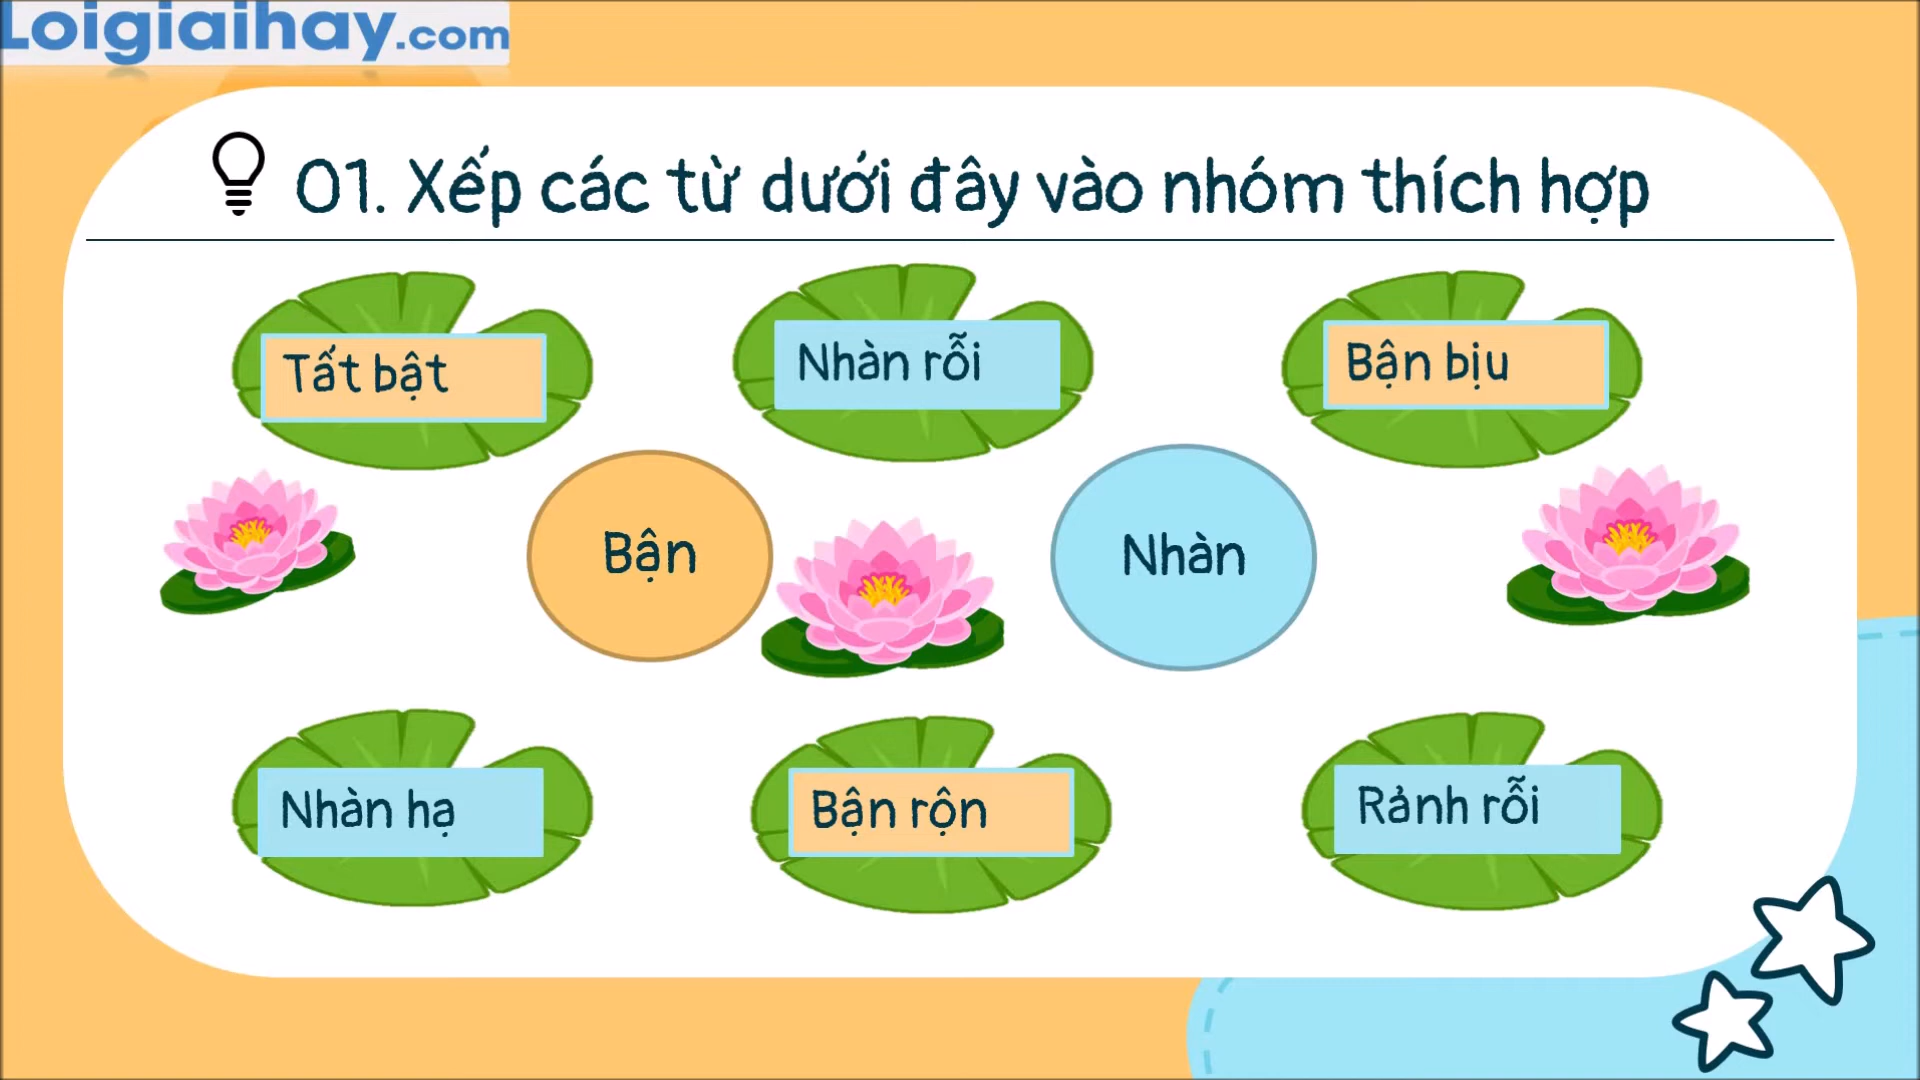 Loigiaihay.com
01. Xếp các từ dưới đây vào nhóm thích hợp
Tất bật
Nhàn rỗi
Bận bịu
Bận
Nhàn
Nhàn hạ
Bận rộn
Rảnh rỗi